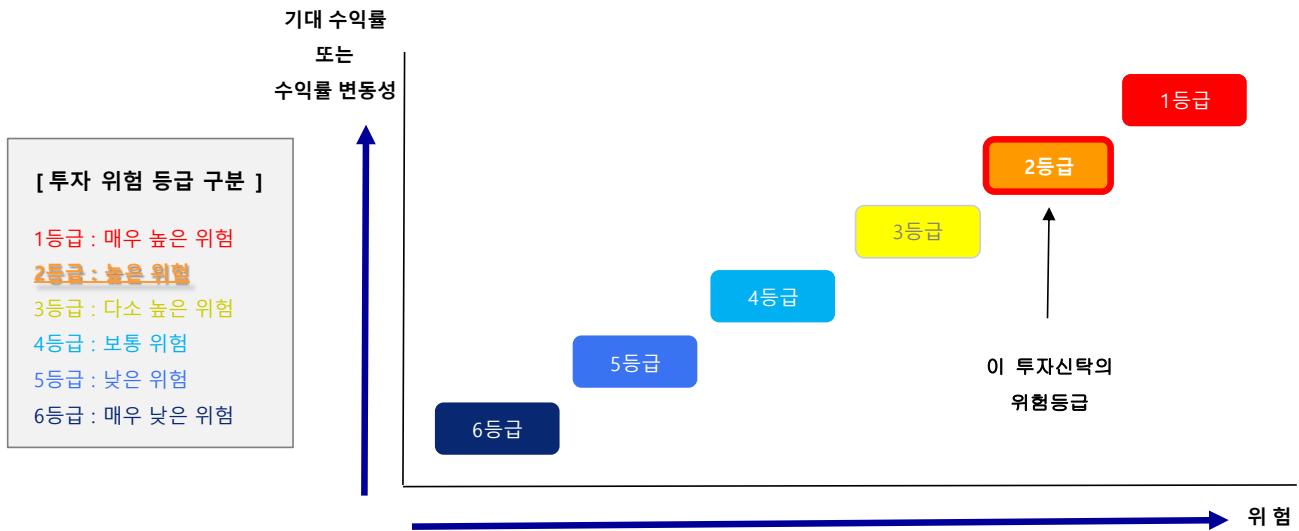 기대 수익률
또는
수익률 변동성
[ 투자 위험 등급 구분 ]
1등급 : 매우 높은 위험
2등급 : 높은 위험
3등급 : 다소 높은 위험
4등급 : 보통 위험
5등급 : 낮은 위험
6등급 : 매우 낮은 위험
1등급
2등급
3등급
4등급
5등급
6등급
이 투자신탁의
위험등급
위 험